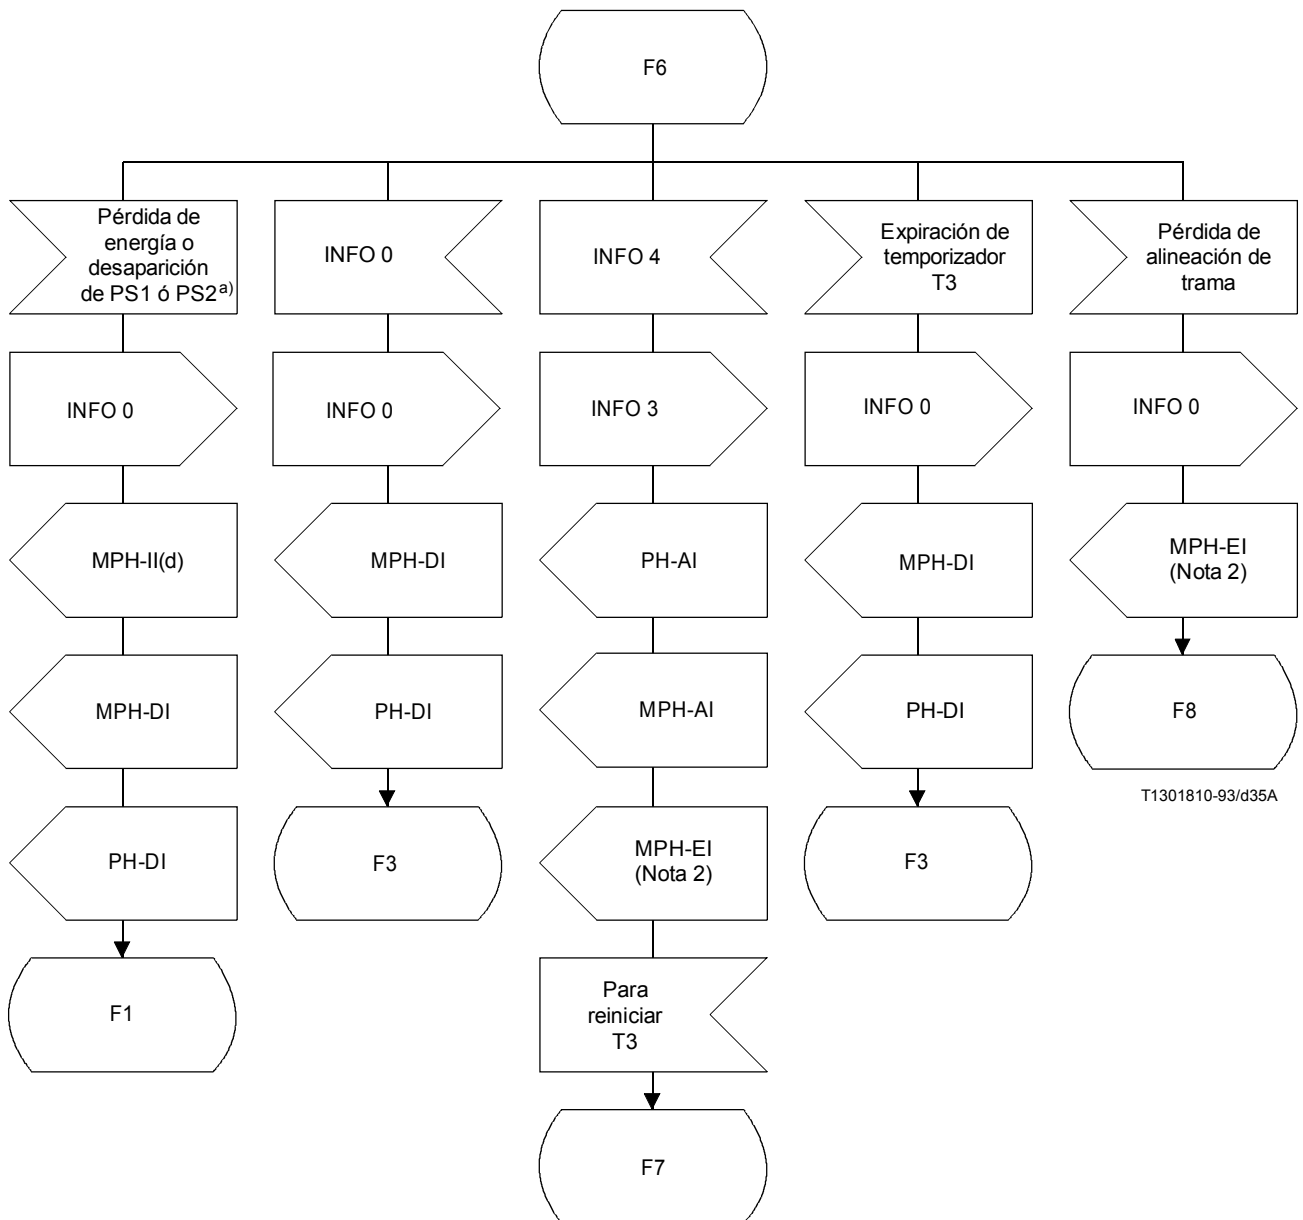 F6
Pérdida de
energía o
desaparición
de PS1 ó PS2a)
INFO 0
INFO 4
Expiración de
temporizador
T3
Pérdida de
alineación de
trama
INFO 0
INFO 0
INFO 3
INFO 0
INFO 0
MPH-II(d)
MPH-DI
PH-AI
MPH-DI
MPH-EI
(Nota 2)
MPH-DI
PH-DI
MPH-AI
PH-DI
F8
T1301810-93/d35A
PH-DI
F3
MPH-EI
(Nota 2)
F3
F1
Para
reiniciar
T3
F7